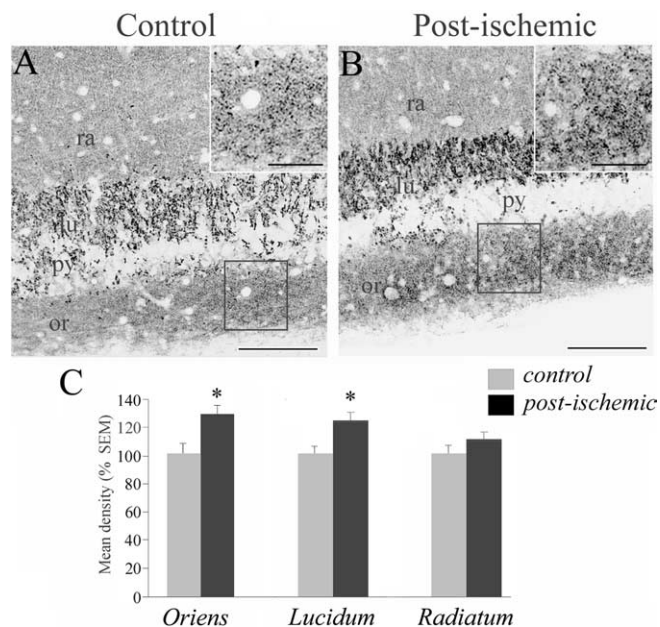 Control Post-ischemic
A
B
ra
ra
lu
lu
py
py
or
or
C
control
post-ischemic
Mean density (% SEM)
140
120
100
80
60
40
20
0
* *
Oriens Lucidum Radiatum